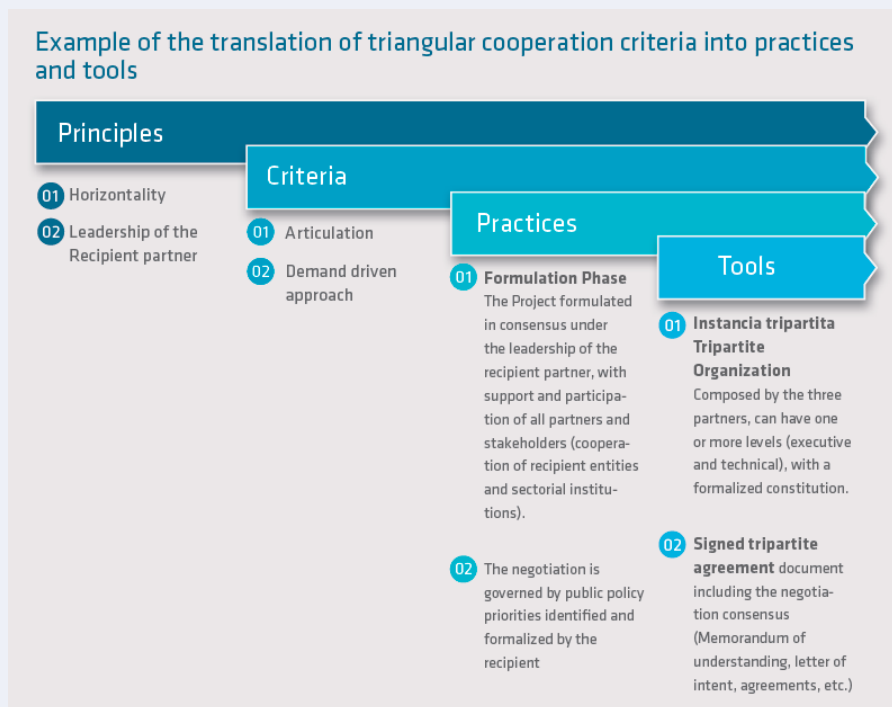 Example of the translation of triangular cooperation criteria into practices
and tools
Principles
01 Horizontality
02 Leadership of the
Recipient partner
Criteria
01 Articulation
02 Demand driven
approach
Practices
01 Formulation Phase
The Project formulated
in consensus under
the leadership of the
recipient partner, with
support and participa-
tion of all partners and
stakeholders (coopera-
tion of recipient entities
and sectorial institu-
tions).
02 The negotiation is
governed by public policy
priorities identified and
formalized by the
recipient
Tools
01 Instancia tripartita
Tripartite
Organization
Composed by the three
partners, can have one
or more levels (executive
and technical), with a
formalized constitution.
02 Signed tripartite
agreement document
including the negotia-
tion consensus
(Memorandum of
understanding, letter of
intent, agreements, etc.)